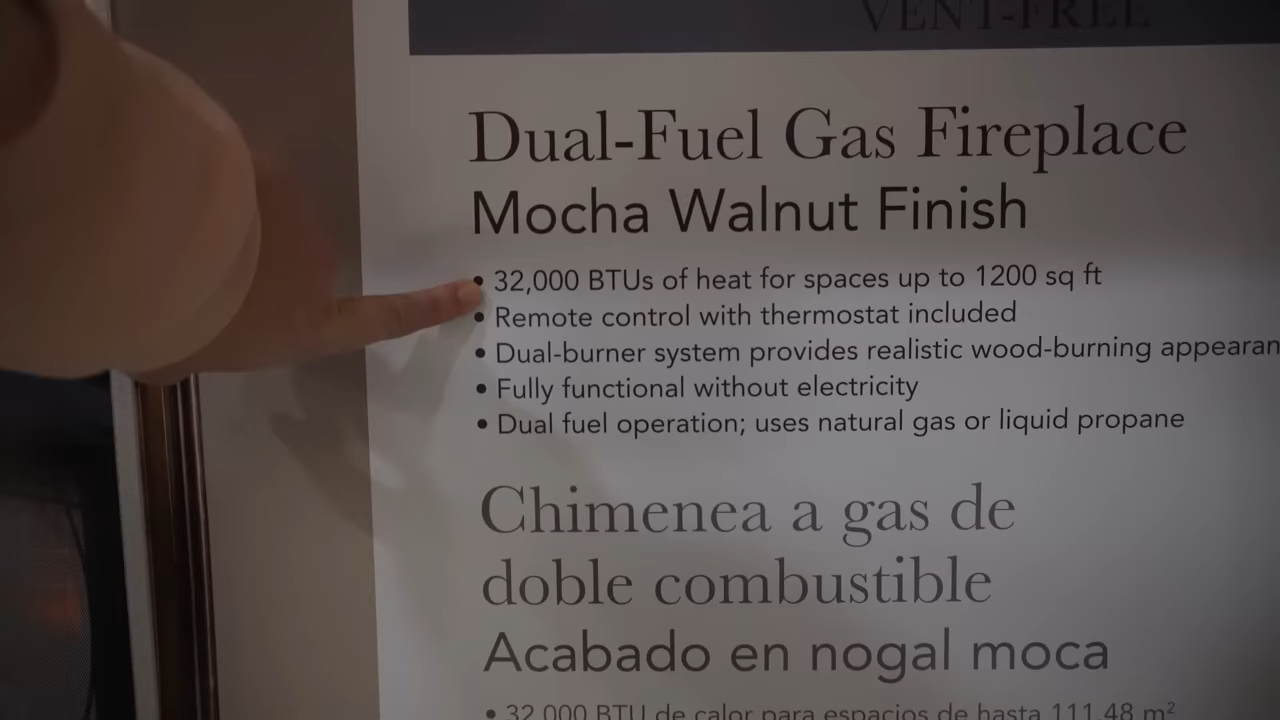 VENT-FREE
Dual-Fuel Gas Fireplace
Mocha Walnut Finish
• 32,000 BTUs of heat for spaces up to 1200 sq ft
• Remote control with thermostat included
• Dual-burner system provides realistic wood-burning appearan
• Fully functional without electricity
• Dual fuel operation; uses natural gas or liquid propane
Chimenea a gas de
doble combustible
Acabado en nogal moca
• 32,000 BTU de calor para espacios de hasta 111,48 m²